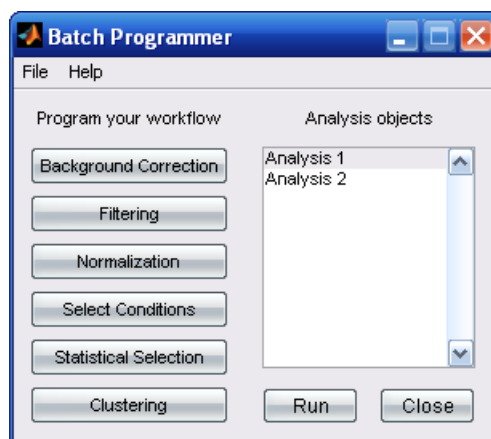 Batch Programmer
File Help
Program your workflow
Analysis objects
Background Correction
Filtering
Normalization
Select Conditions
Statistical Selection
Clustering
Analysis 1
Analysis 2
Run
Close